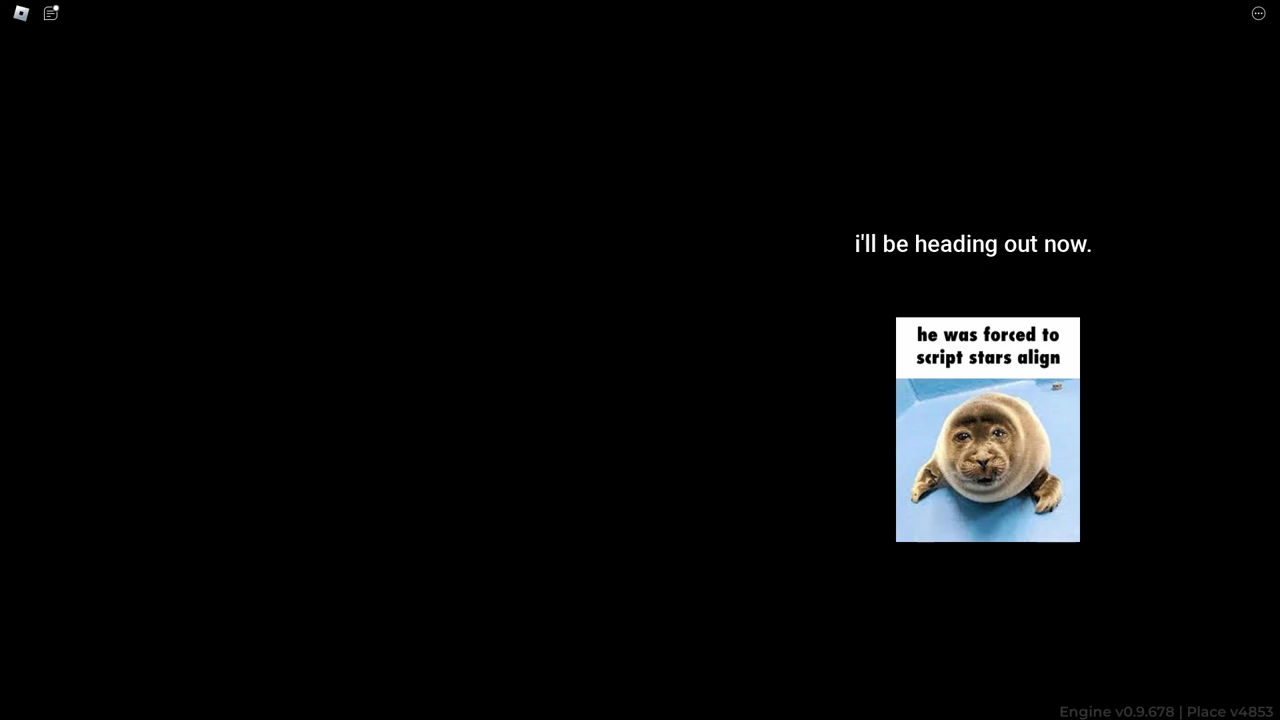 i'll be heading out now.
he was forced to
script stars align
Engine v0.9.678 | Place v4853